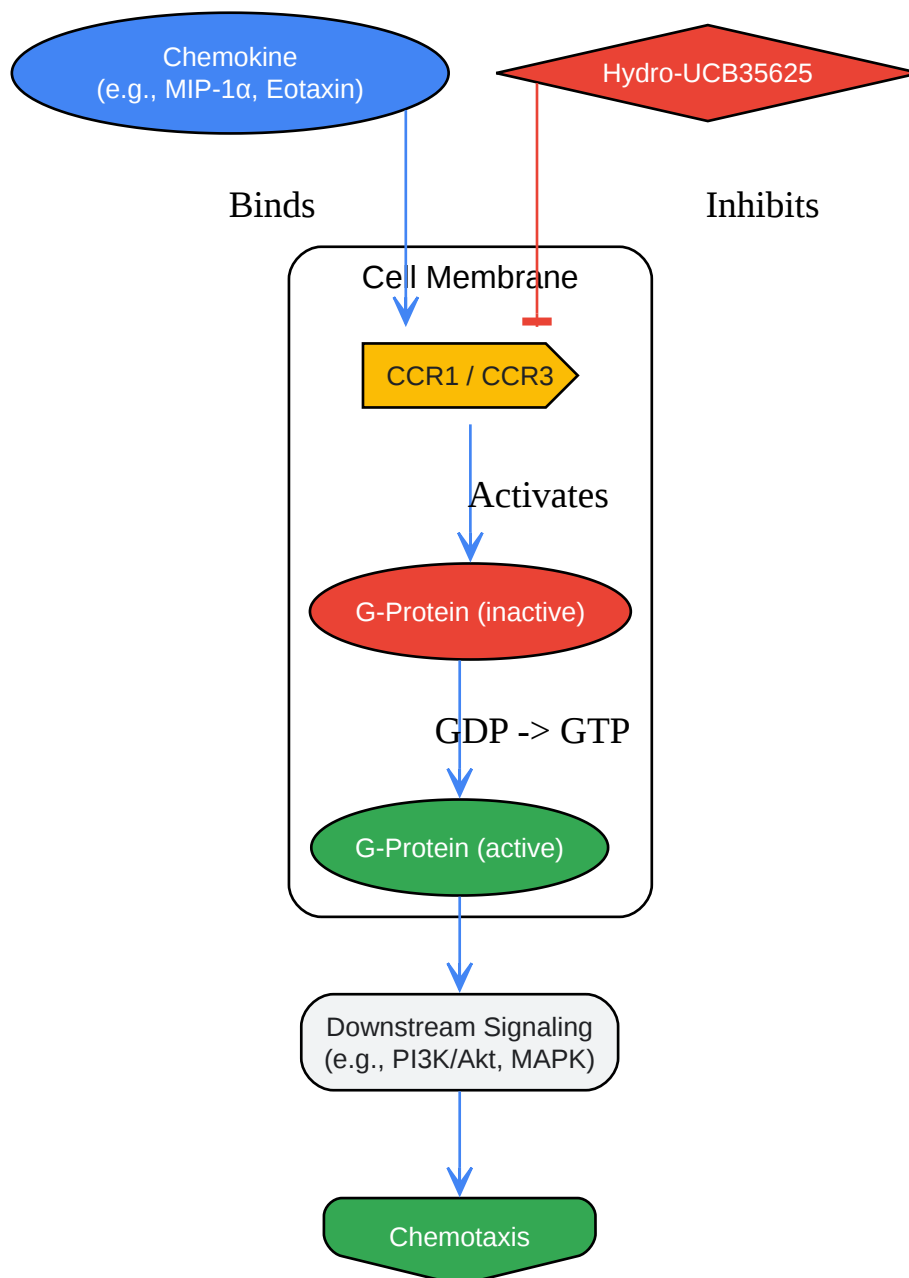 Chemokine
(e.g., MIP-1α, Eotaxin)
Hydro-UCB35625
Binds
Inhibits
Cell Membrane
CCR1 / CCR3
Activates
G-Protein (inactive)
GDP -> GTP
G-Protein (active)
Downstream Signaling
(e.g., PI3K/Akt, MAPK)
Chemotaxis